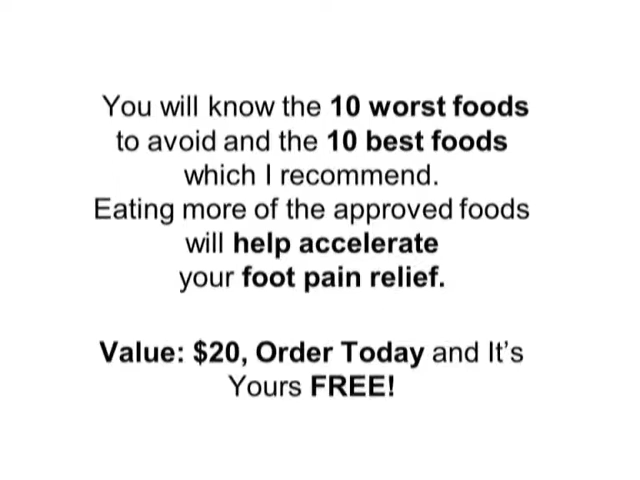 You will know the 10 worst foods
to avoid and the 10 best foods
which I recommend.
Eating more of the approved foods
will help accelerate
your foot pain relief.
Value: $20, Order Today and It's
Yours FREE!